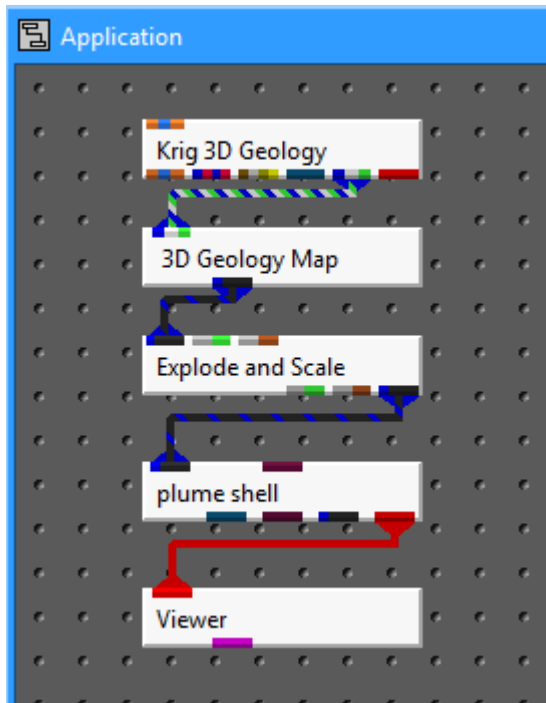 Application
Krig 3D Geology
3D Geology Map
Explode and Scale
plume shell
Viewer